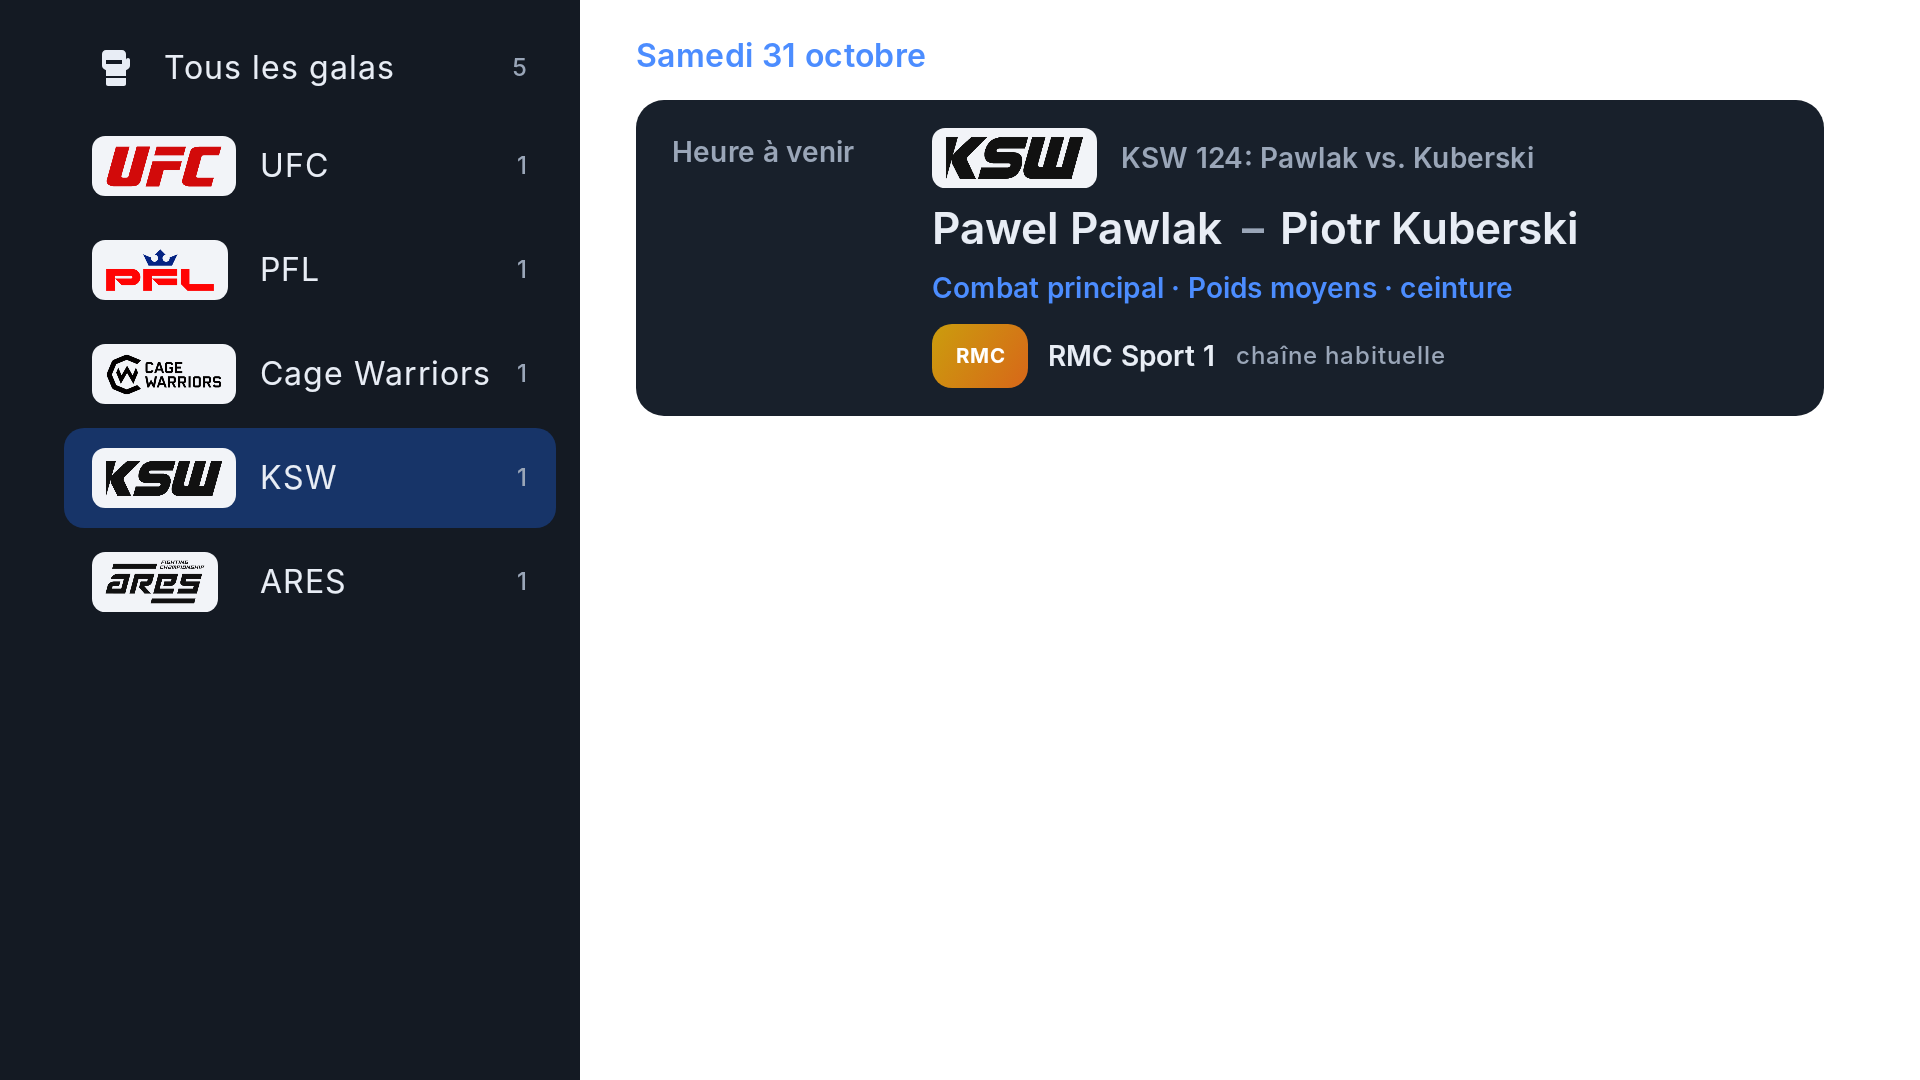 Tous les galas 5
UFC UFC 1
PFL PFL 1
CAGE WARRIORS Cage Warriors 1
KSW KSW 1
FIGHTING CHAMPIONSHIP ARES ARES 1
Samedi 31 octobre
Heure à venir
KSW KSW 124: Pawlak vs. Kuberski
Pawel Pawlak – Piotr Kuberski
Combat principal · Poids moyens · ceinture
RMC RMC Sport 1 chaîne habituelle